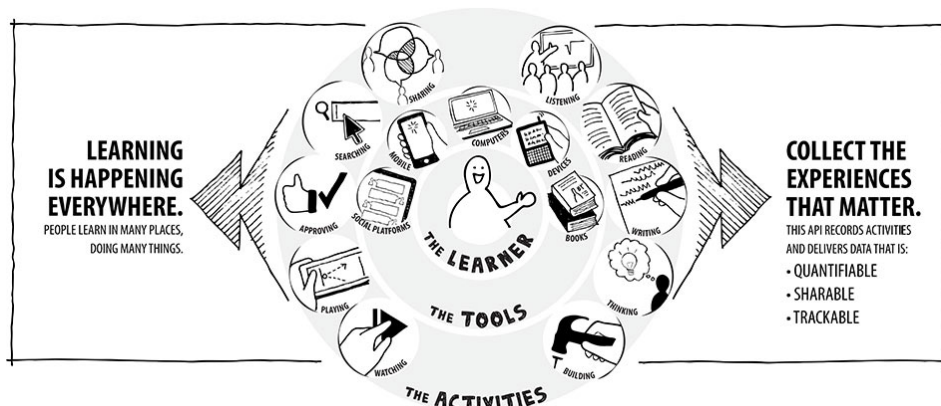 LEARNING
IS HAPPENING
EVERYWHERE.
PEOPLE LEARN IN MANY PLACES,
DOING MANY THINGS.
SHARING
LISTENING
SEARCHING
MOBILE
COMPUTERS
DEVICES
READING
APPROVING
SOCIAL PLATFORMS
BOOKS
WRITING
THE LEARNER
PLAYING
THINKING
THE TOOLS
WATCHING
BUILDING
THE ACTIVITIES
COLLECT THE
EXPERIENCES
THAT MATTER.
THIS API RECORDS ACTIVITIES
AND DELIVERS DATA THAT IS:
• QUANTIFIABLE
• SHARABLE
• TRACKABLE